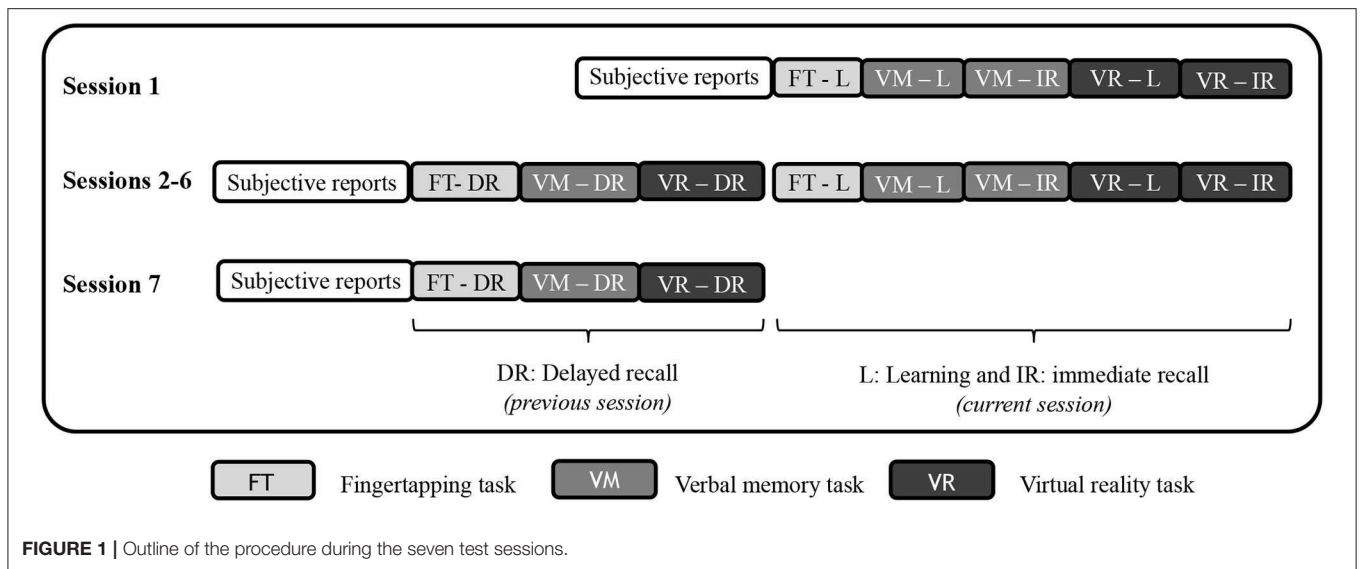 Session 1 Subjective reports FT - L VM – L VM – IR VR – L VR – IR
Sessions 2-6 Subjective reports FT- DR VM – DR VR – DR FT - L VM – L VM – IR VR – L VR – IR
Session 7 Subjective reports FT - DR VM – DR VR – DR
DR: Delayed recall L: Learning and IR: immediate recall
(previous session) (current session)
FT Fingertapping task VM Verbal memory task VR Virtual reality task
FIGURE 1 | Outline of the procedure during the seven test sessions.